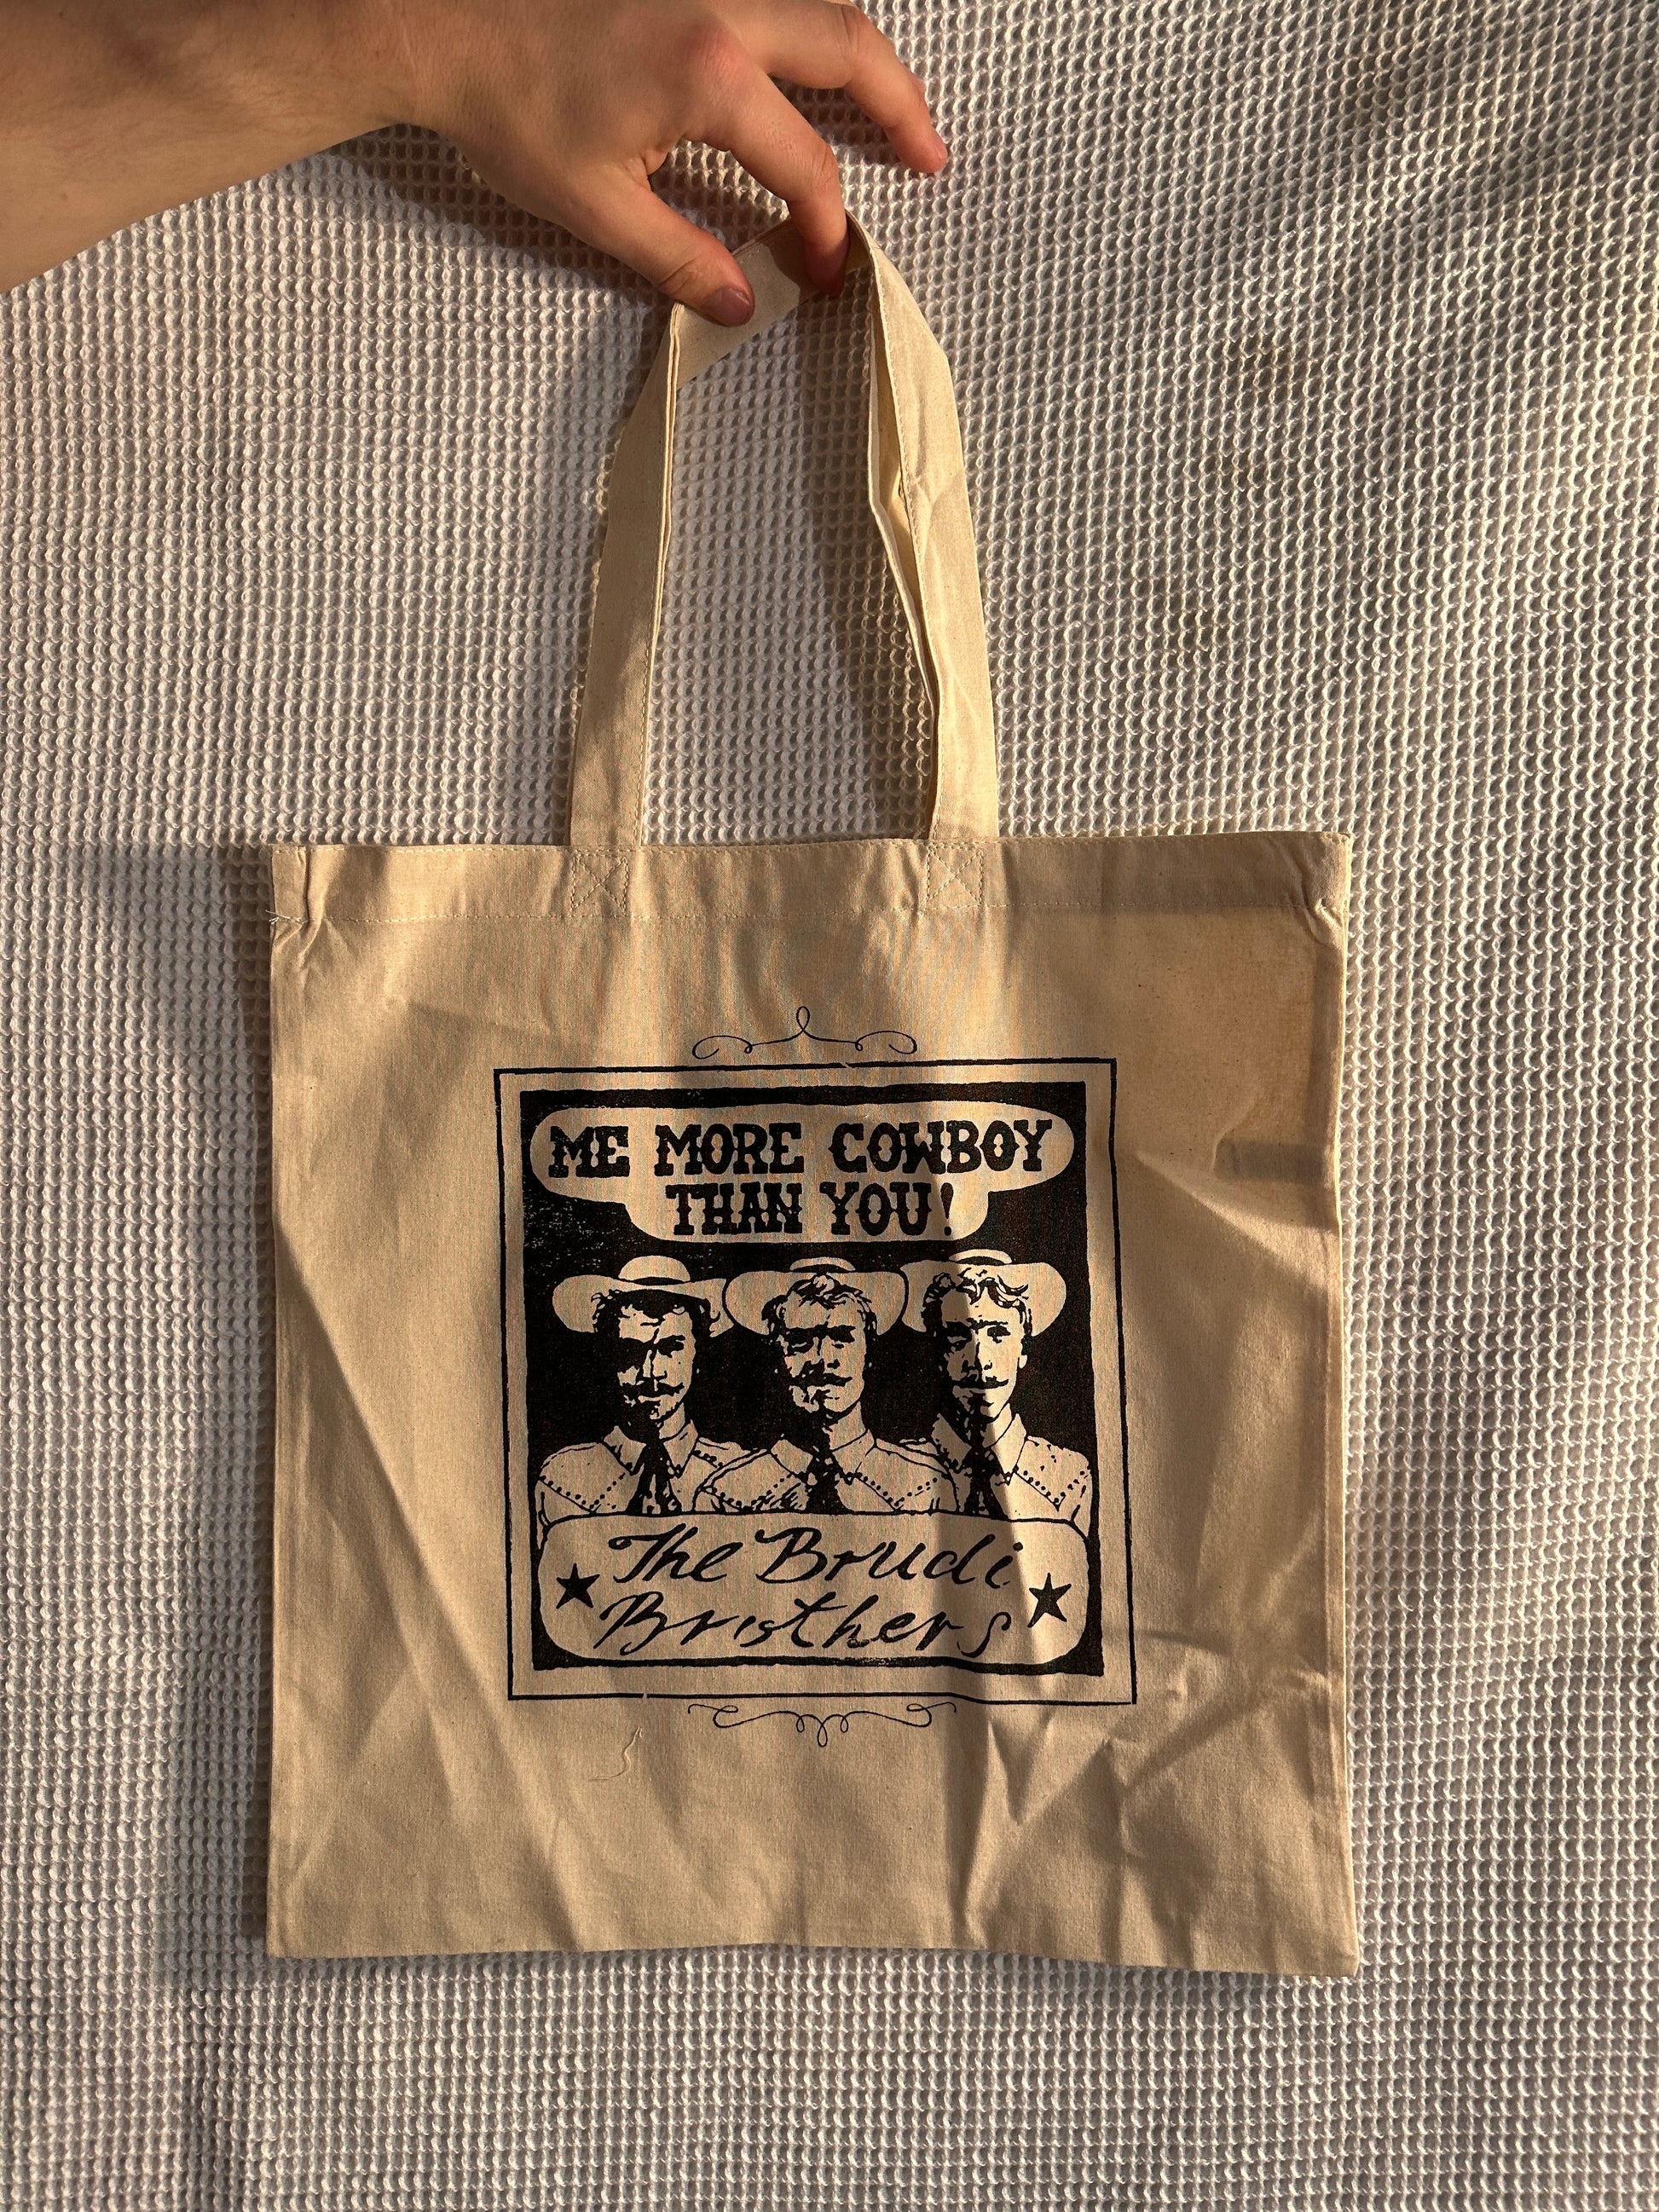 ME MORE COWBOY
THAN YOU!
The Brudi
Brothers